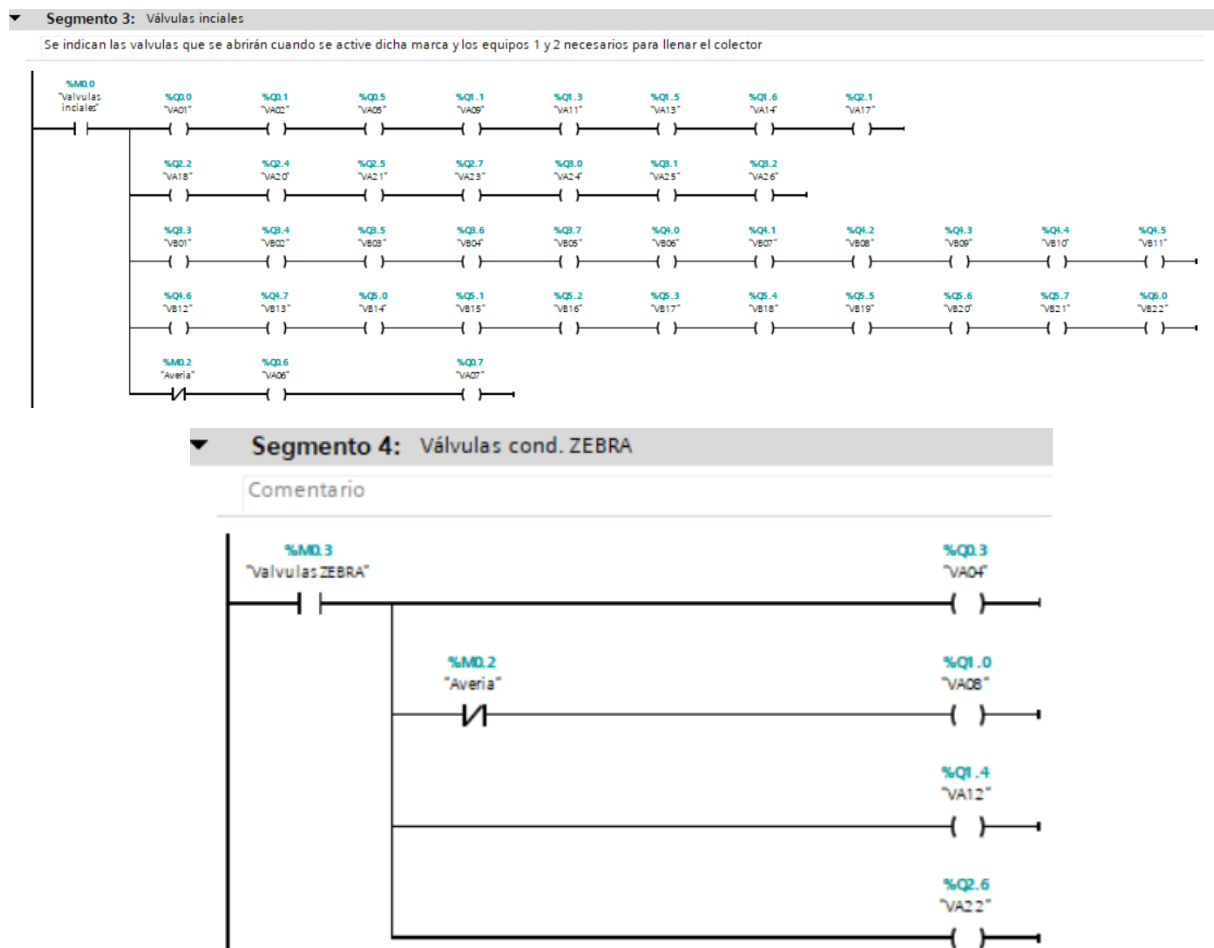 Segmento 3: Válvulas inciales
Se indican las valvulas que se abrirán cuando se active dicha marca y los equipos 1 y 2 necesarios para llenar el colector
%M0.0 %Q0.0 %Q0.1 %Q0.5 %Q1.1 %Q1.3 %Q1.5 %Q1.6 %Q2.1
"Valvulas inciales" "VA01" "VA02" "VA05" "VA09" "VA11" "VA13" "VA14" "VA17"
%Q2.2 %Q2.4 %Q2.5 %Q2.7 %Q3.0 %Q3.1 %Q3.2
"VA18" "VA20" "VA21" "VA23" "VA24" "VA25" "VA26"
%Q3.3 %Q3.4 %Q3.5 %Q3.6 %Q3.7 %Q4.0 %Q4.1 %Q4.2 %Q4.3 %Q4.4 %Q4.5
"VB01" "VB02" "VB03" "VB04" "VB05" "VB06" "VB07" "VB08" "VB09" "VB10" "VB11"
%Q4.6 %Q4.7 %Q5.0 %Q5.1 %Q5.2 %Q5.3 %Q5.4 %Q5.5 %Q5.6 %Q5.7 %Q6.0
"VB12" "VB13" "VB14" "VB15" "VB16" "VB17" "VB18" "VB19" "VB20" "VB21" "VB22"
%M0.2 %Q0.6 %Q0.7
"Averia" "VA06" "VA07"
Segmento 4: Válvulas cond. ZEBRA
Comentario
%M0.3 %Q0.3
"Valvulas ZEBRA" "VA04"
%M0.2 %Q1.0
"Averia" "VA08"
%Q1.4
"VA12"
%Q2.6
"VA22"